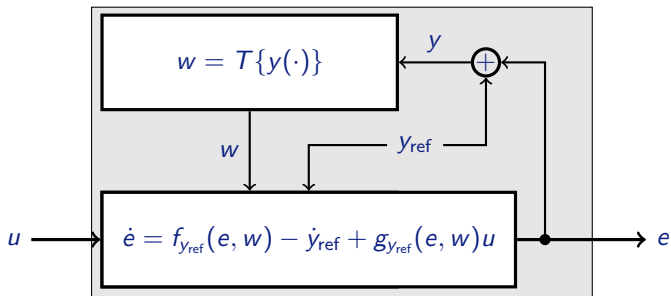 w = T{y(·)}
y
+
w
y_ref
u
ė = f_{y_ref}(e, w) − ẏ_ref + g_{y_ref}(e, w)u
e